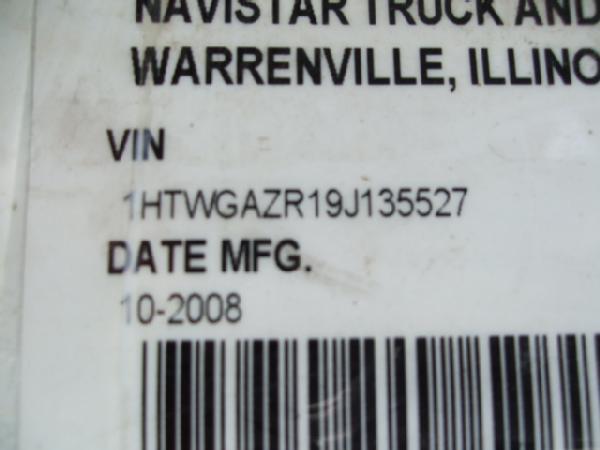 NAVISTAR TRUCK AND
WARRENVILLE, ILLINO
VIN
1HTWGAZR19J135527
DATE MFG.
10-2008